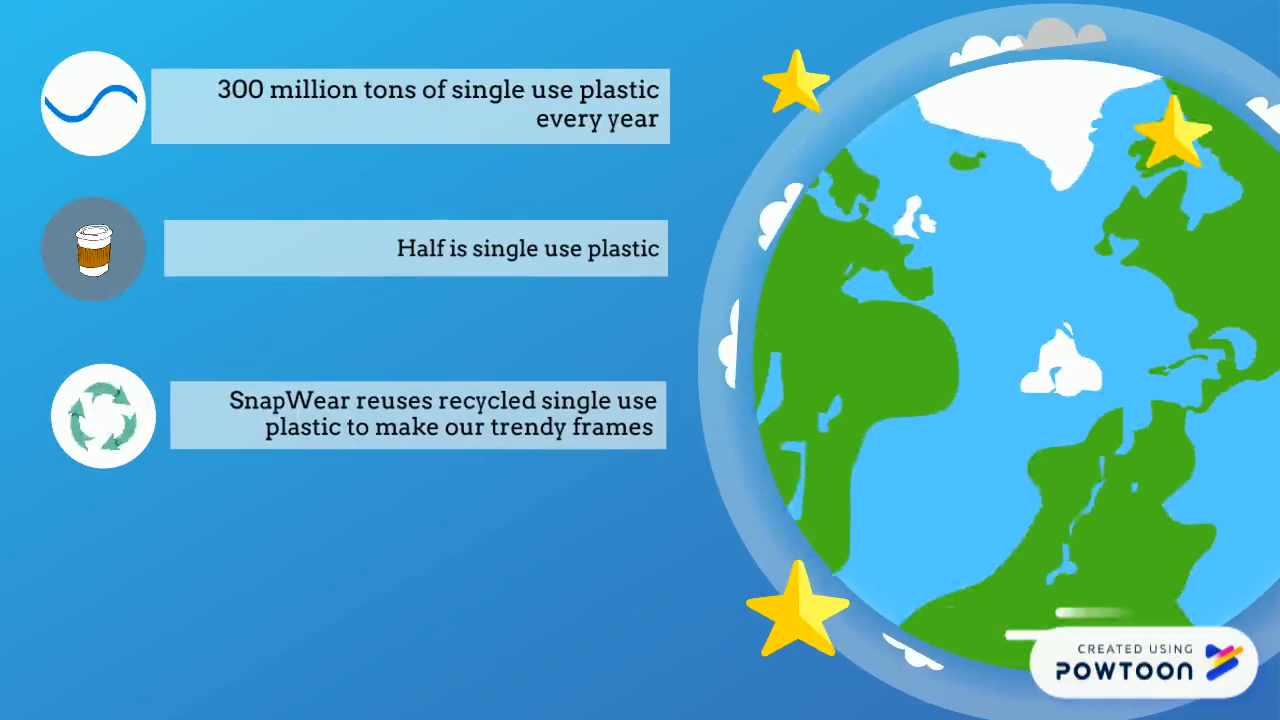 300 million tons of single use plastic
every year
Half is single use plastic
SnapWear reuses recycled single use
plastic to make our trendy frames
CREATED USING
POWTOON